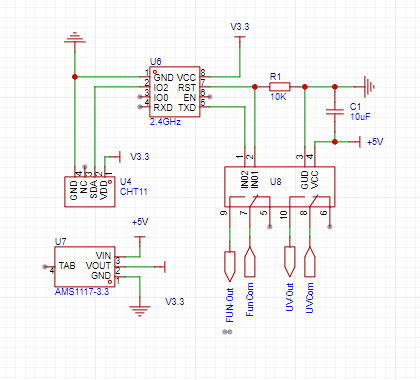 V3.3
U6
1 GND VCC 8
2 IO2 RST 7
3 IO0 EN 6
4 RXD TXD 5
2.4GHz
R1
10K
C1
10uF
+5V
V3.3
4 3 2 1
GND NC SDA VDD
U4
CHT11
1 2 3 4
IN02 IN01 GUD VCC
U8
9 7 5 10 8 6
FUN-Out FunCom UV-Out UVCom
+5V
U7
4 TAB
VIN 3
VOUT 2
GND 1
AMS1117-3.3
V3.3